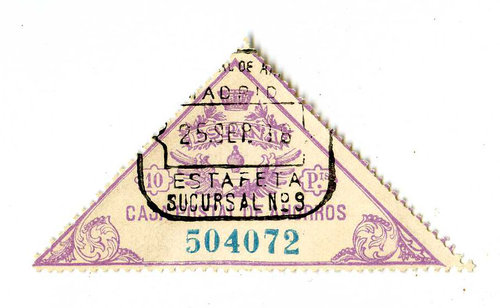 MADRID
25 SEP. 16
10 Pts
ESTAFETA
SUCURSAL Nº 9
CAJA POSTAL DE AHORROS
504072